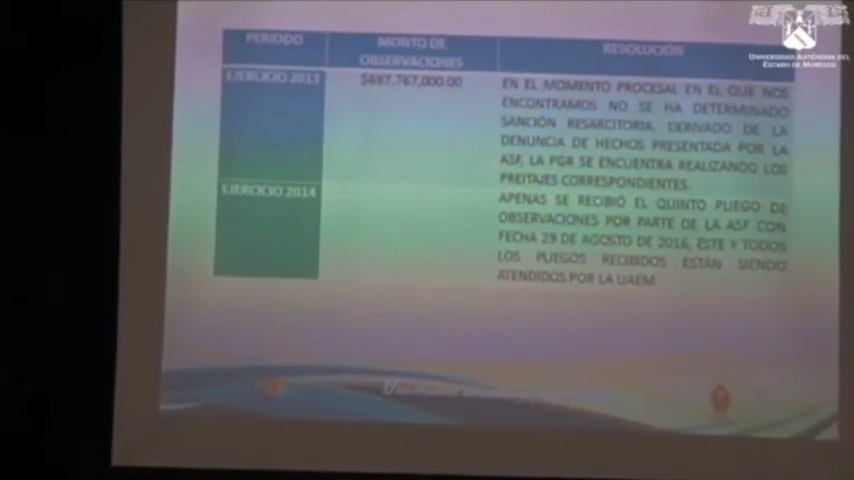 PERIODO
MONTO DE
OBSERVACIONES
RESOLUCIÓN
EJERCICIO 2013
$697,767,000.00
EN EL MOMENTO PROCESAL EN EL QUE NOS
ENCONTRAMOS NO SE HA DETERMINADO
SANCIÓN RESARCITORIA, DERIVADO DE LA
DENUNCIA DE HECHOS PRESENTADA POR LA
ASF, LA PGR SE ENCUENTRA REALIZANDO LOS
PREITAJES CORRESPONDIENTES.
EJERCICIO 2014
APENAS SE RECIBIÓ EL QUINTO PLIEGO DE
OBSERVACIONES POR PARTE DE LA ASF CON
FECHA 29 DE AGOSTO DE 2016, ÉSTE Y TODOS
LOS PLIEGOS RECIBIDOS ESTÁN SIENDO
ATENDIDOS POR LA UAEM
UNIVERSIDAD AUTÓNOMA DEL
ESTADO DE MORELOS